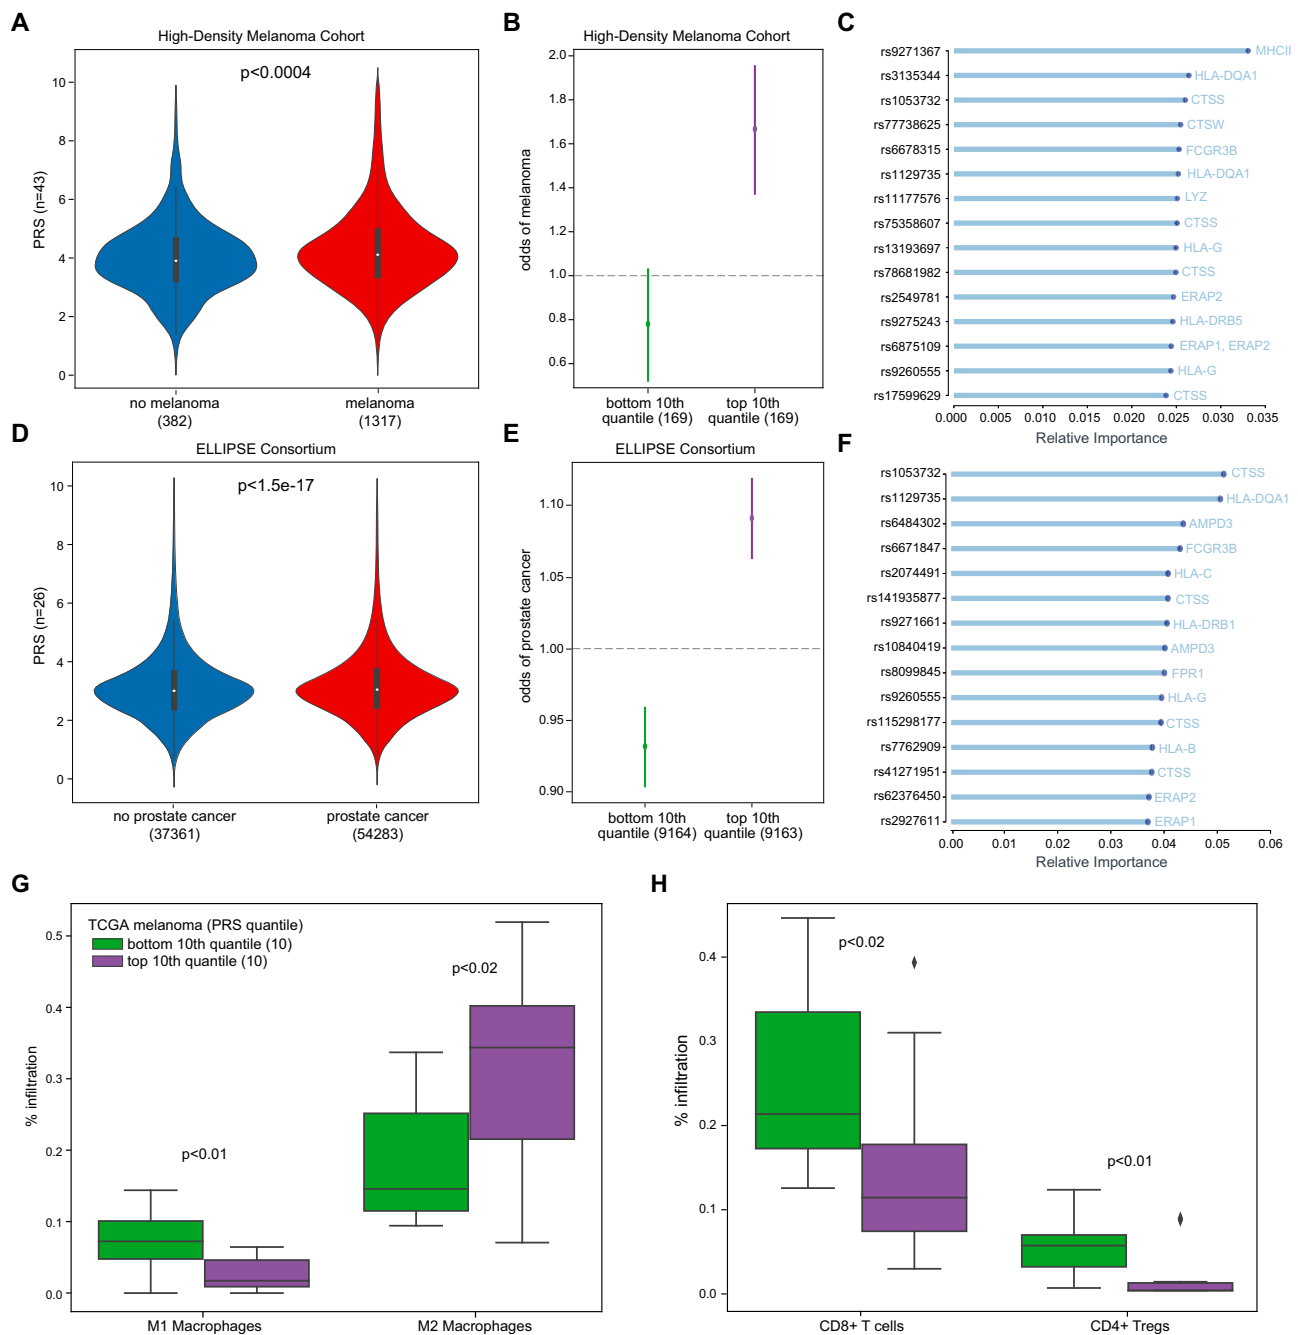 A
High-Density Melanoma Cohort
p<0.0004
PRS (n=43)
10
8
6
4
2
0
no melanoma
(382)
melanoma
(1317)
B
High-Density Melanoma Cohort
odds of melanoma
2.0
1.8
1.6
1.4
1.2
1.0
0.8
0.6
bottom 10th
quantile (169)
top 10th
quantile (169)
C
rs9271367 MHCII
rs3135344 HLA-DQA1
rs1053732 CTSS
rs77738625 CTSW
rs6678315 FCGR3B
rs1129735 HLA-DQA1
rs11177576 LYZ
rs75358607 CTSS
rs13193697 HLA-G
rs78681982 CTSS
rs2549781 ERAP2
rs9275243 HLA-DRB5
rs6875109 ERAP1, ERAP2
rs9260555 HLA-G
rs17599629 CTSS
0.000 0.005 0.010 0.015 0.020 0.025 0.030 0.035
Relative Importance
D
ELLIPSE Consortium
p<1.5e-17
PRS (n=26)
10
8
6
4
2
0
no prostate cancer
(37361)
prostate cancer
(54283)
E
ELLIPSE Consortium
odds of prostate cancer
1.10
1.05
1.00
0.95
0.90
bottom 10th
quantile (9164)
top 10th
quantile (9163)
F
rs1053732 CTSS
rs1129735 HLA-DQA1
rs6484302 AMPD3
rs6671847 FCGR3B
rs2074491 HLA-C
rs141935877 CTSS
rs9271661 HLA-DRB1
rs10840419 AMPD3
rs8099845 FPR1
rs9260555 HLA-G
rs115298177 CTSS
rs7762909 HLA-B
rs41271951 CTSS
rs62376450 ERAP2
rs2927611 ERAP1
0.00 0.01 0.02 0.03 0.04 0.05 0.06
Relative Importance
G
TCGA melanoma (PRS quantile)
bottom 10th quantile (10)
top 10th quantile (10)
p<0.02
p<0.01
% infiltration
0.5
0.4
0.3
0.2
0.1
0.0
M1 Macrophages
M2 Macrophages
H
p<0.02
p<0.01
% infiltration
0.4
0.3
0.2
0.1
0.0
CD8+ T cells
CD4+ Tregs